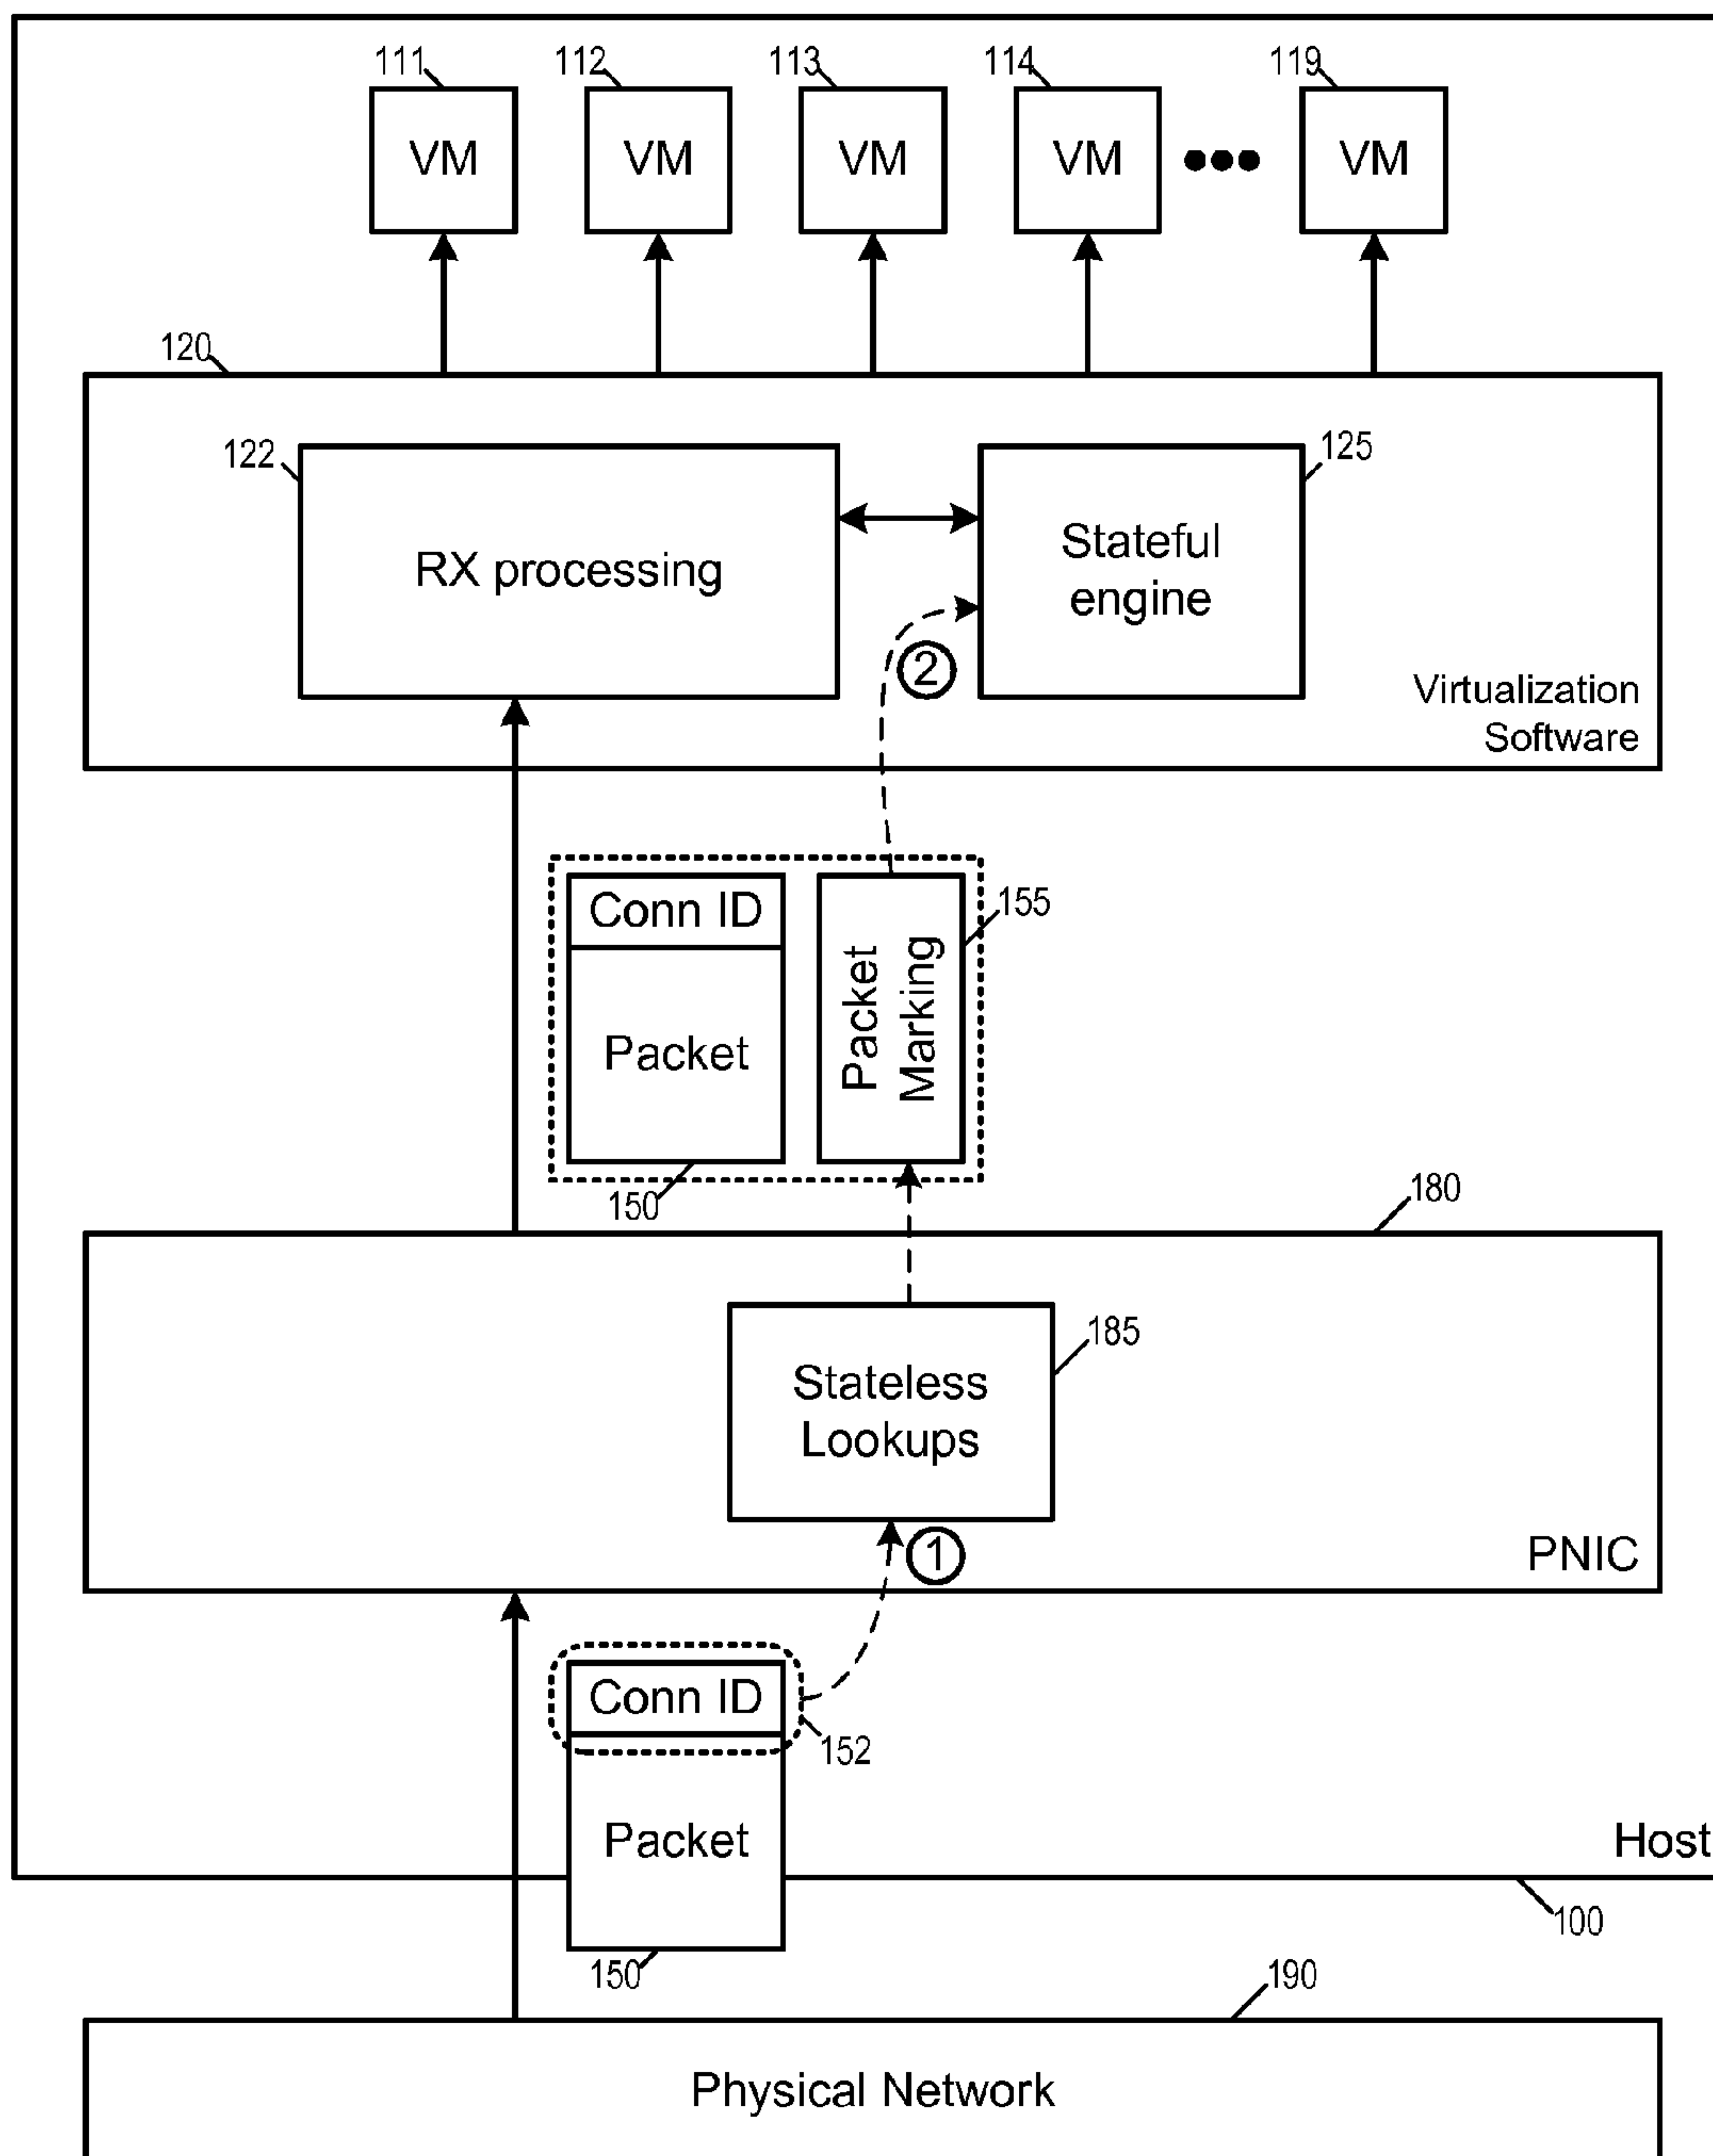 111
112
113
114
119
VM
VM
VM
VM
VM
120
122
125
RX processing
Stateful
engine
2
Virtualization
Software
Conn ID
Packet
Packet
Marking
155
150
180
Stateless
Lookups
185
1
PNIC
Conn ID
152
Packet
Host
100
150
190
Physical Network